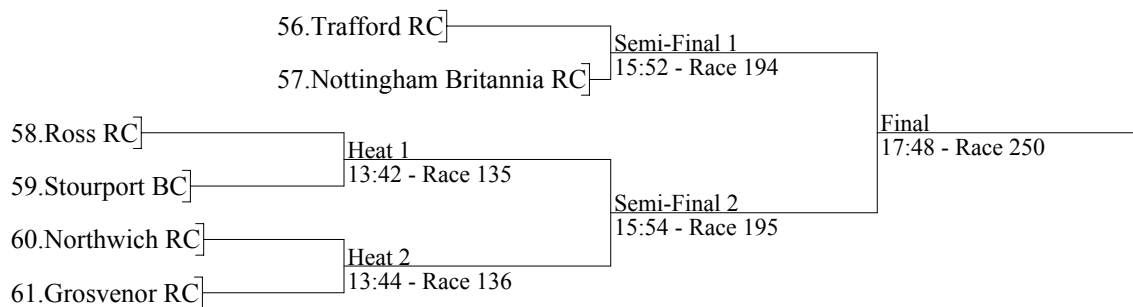 56.Trafford RC
Semi-Final 1
15:52 - Race 194
57.Nottingham Britannia RC
58.Ross RC
Final
17:48 - Race 250
Heat 1
13:42 - Race 135
59.Stourport BC
Semi-Final 2
15:54 - Race 195
60.Northwich RC
Heat 2
13:44 - Race 136
61.Grosvenor RC